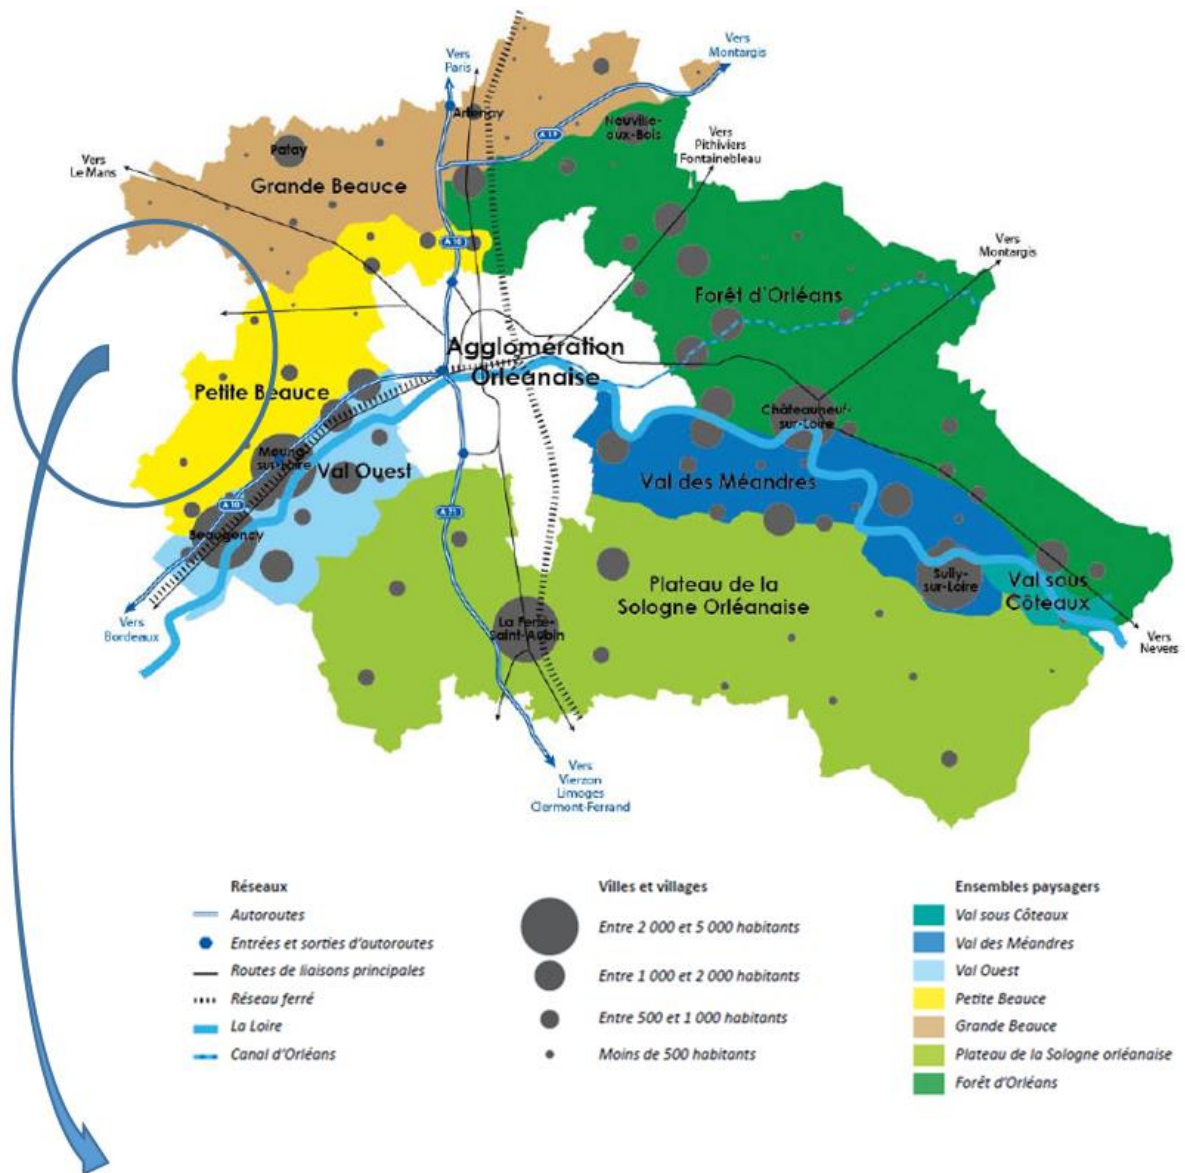 Vers
Montargis
Vers
Paris
Artenay
Neuville-
aux-Bois
A 19
Patay
Vers
Pithiviers
Fontainebleau
Vers
Le Mans
Grande Beauce
A 10
Vers
Montargis
Forêt d'Orléans
Agglomération
Orléanaise
Petite Beauce
Châteauneuf-
sur-Loire
Meung-
sur-Loire
Val Ouest
Val des Méandres
A 10
A 71
Beaugency
Plateau de la
Sologne Orléanaise
Sully-
sur-Loire
Val sous
Côteaux
La Ferté-
Saint-Aubin
Vers
Bordeaux
Vers
Nevers
Vers
Vierzon
Limoges
Clermont-Ferrand
Réseaux
Autoroutes
Entrées et sorties d'autoroutes
Routes de liaisons principales
Réseau ferré
La Loire
Canal d'Orléans
Villes et villages
Entre 2 000 et 5 000 habitants
Entre 1 000 et 2 000 habitants
Entre 500 et 1 000 habitants
Moins de 500 habitants
Ensembles paysagers
Val sous Côteaux
Val des Méandres
Val Ouest
Petite Beauce
Grande Beauce
Plateau de la Sologne orléanaise
Forêt d'Orléans